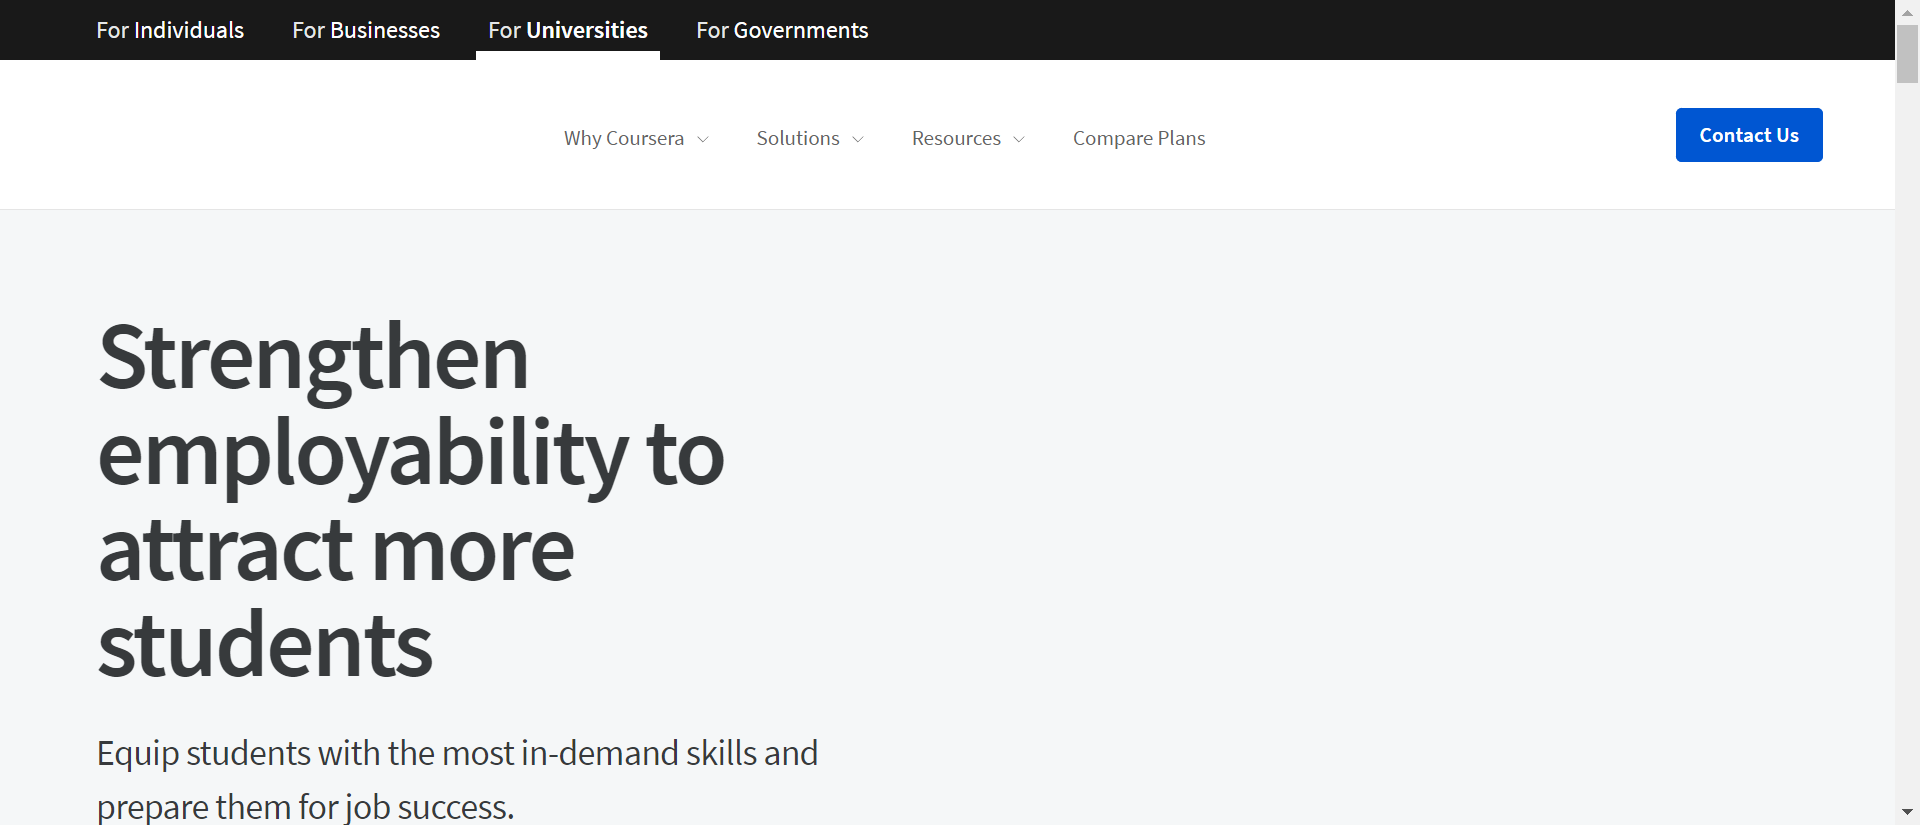 For Individuals For Businesses For Universities For Governments
Why Coursera Solutions Resources Compare Plans Contact Us
Strengthen
employability to
attract more
students
Equip students with the most in-demand skills and
prepare them for job success.